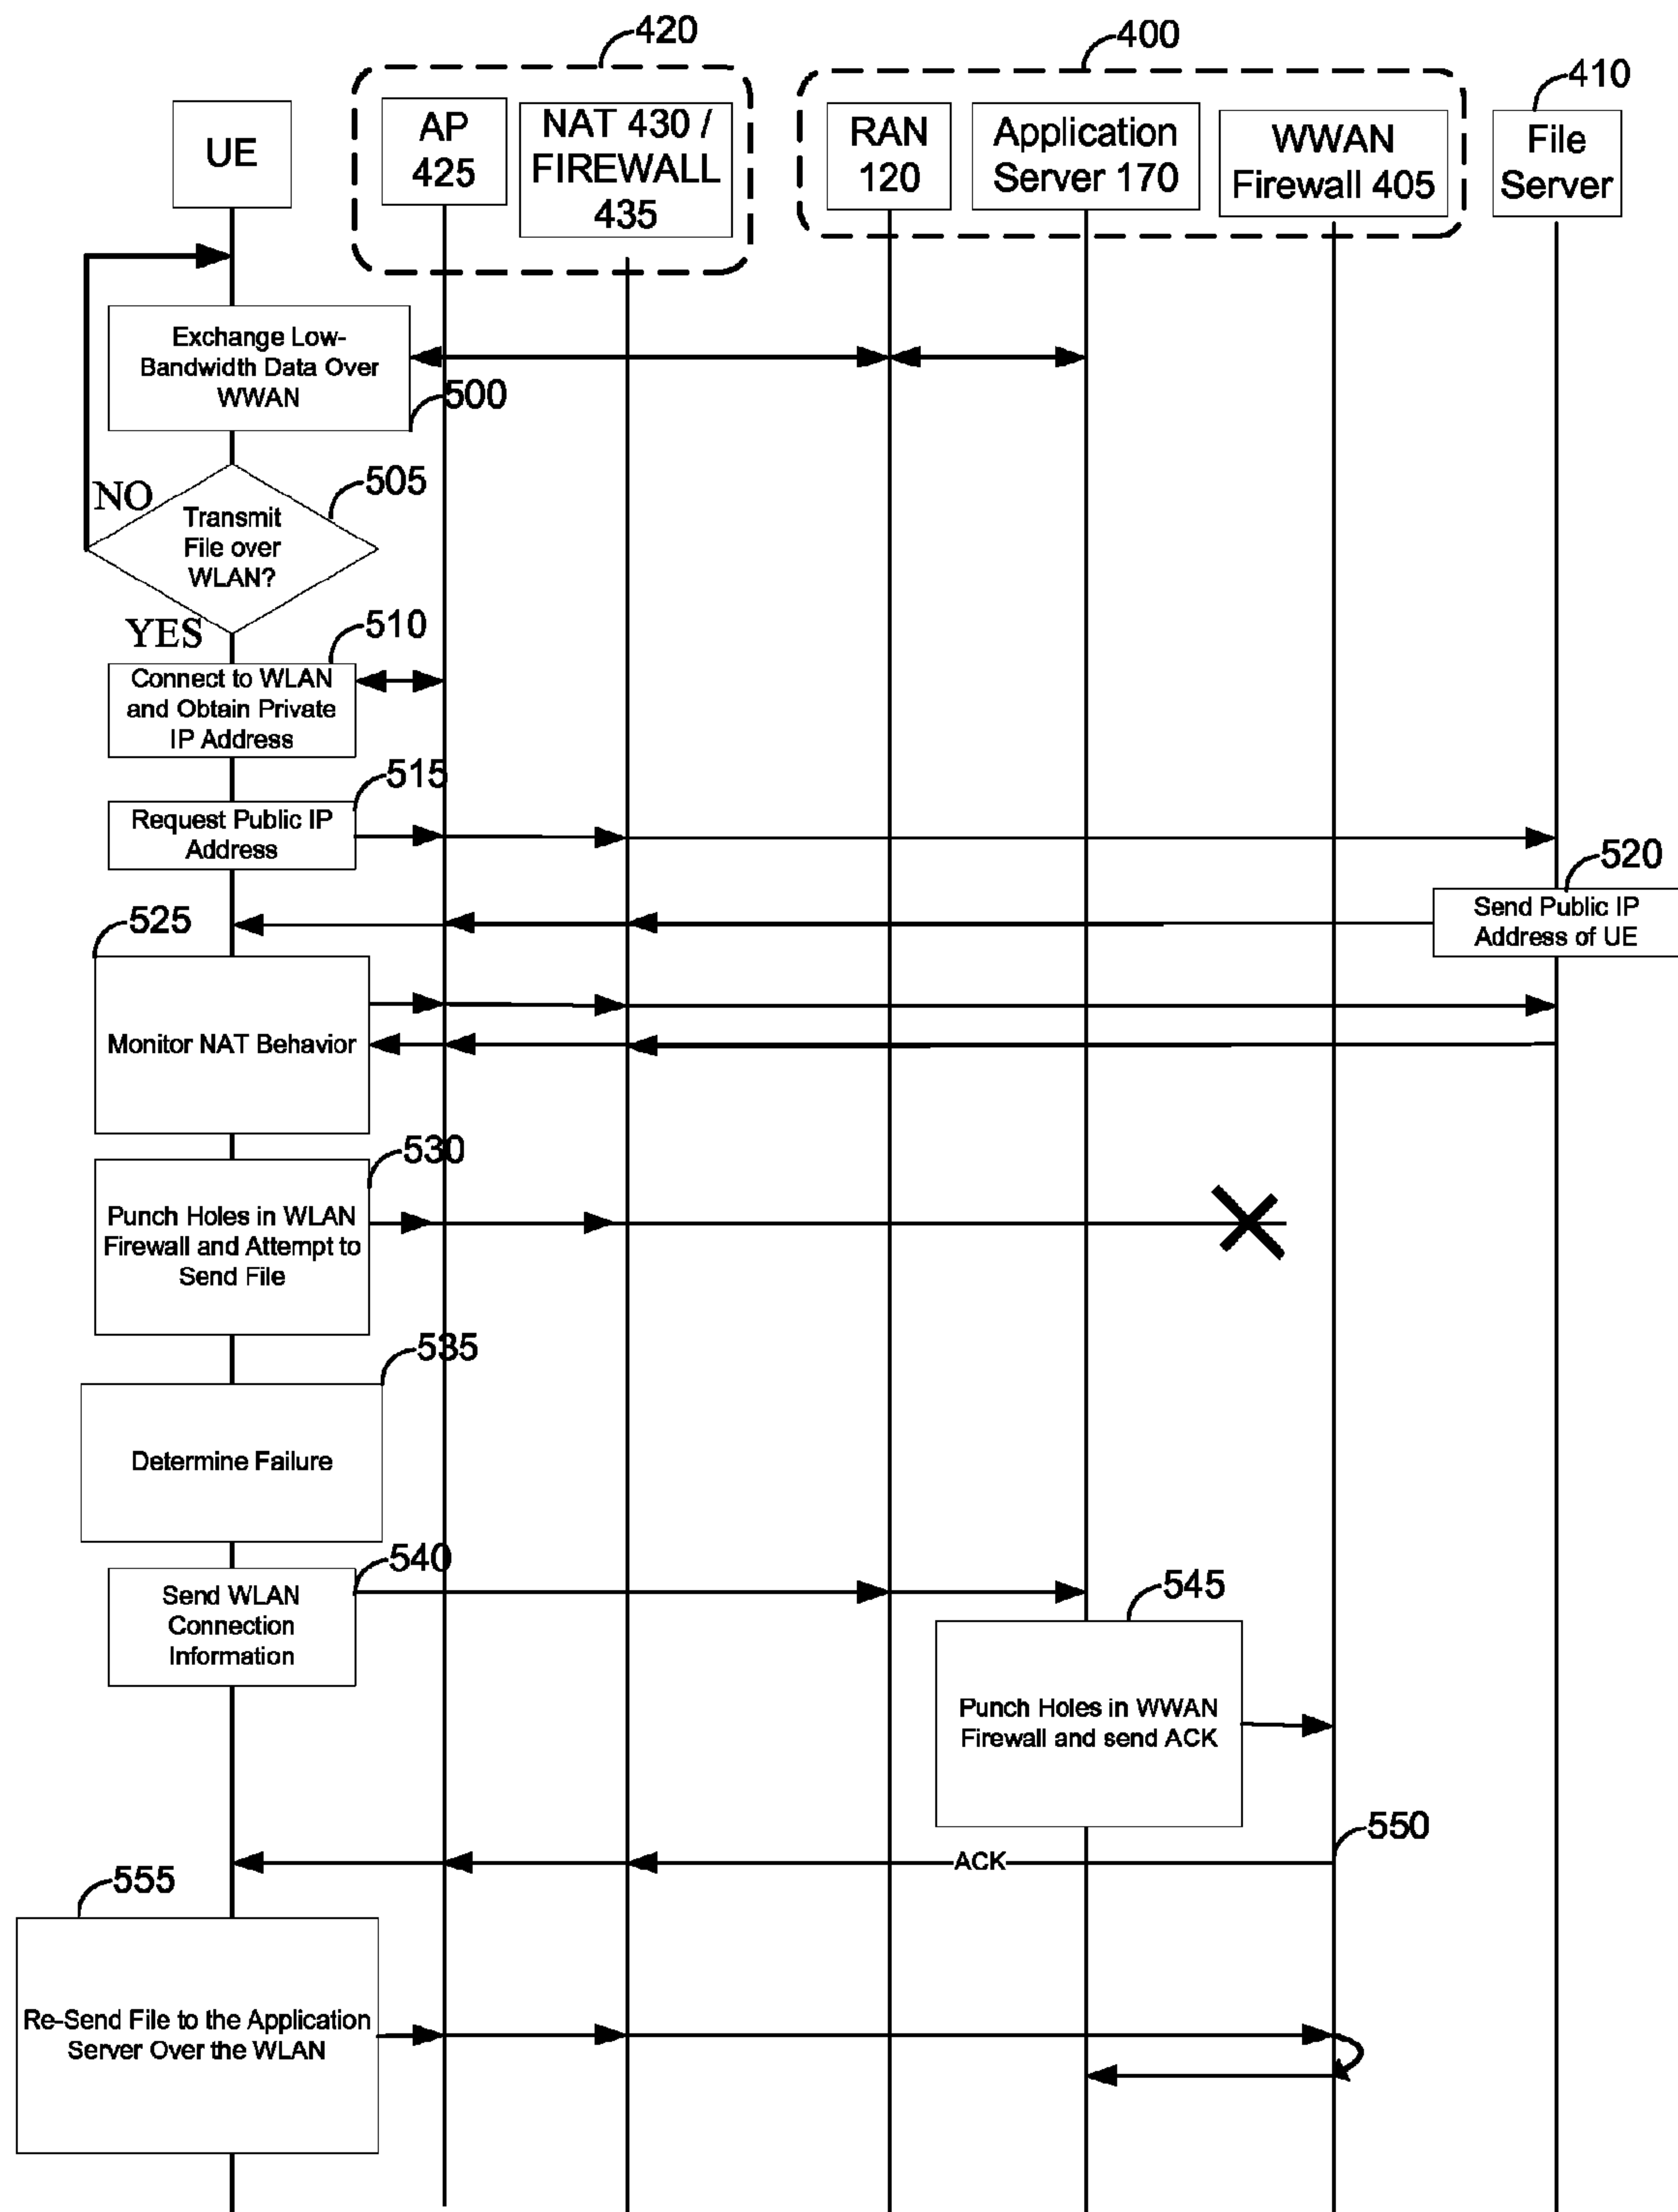 420
400
410
UE
AP
425
NAT 430 /
FIREWALL
435
RAN
120
Application
Server 170
WWAN
Firewall 405
File
Server
Exchange Low-
Bandwidth Data Over
WWAN
500
505
NO
Transmit
File over
WLAN?
YES
510
Connect to WLAN
and Obtain Private
IP Address
515
Request Public IP
Address
520
Send Public IP
Address of UE
525
Monitor NAT Behavior
530
Punch Holes in WLAN
Firewall and Attempt to
Send File
535
Determine Failure
540
Send WLAN
Connection
Information
545
Punch Holes in WWAN
Firewall and send ACK
550
ACK
555
Re-Send File to the Application
Server Over the WLAN